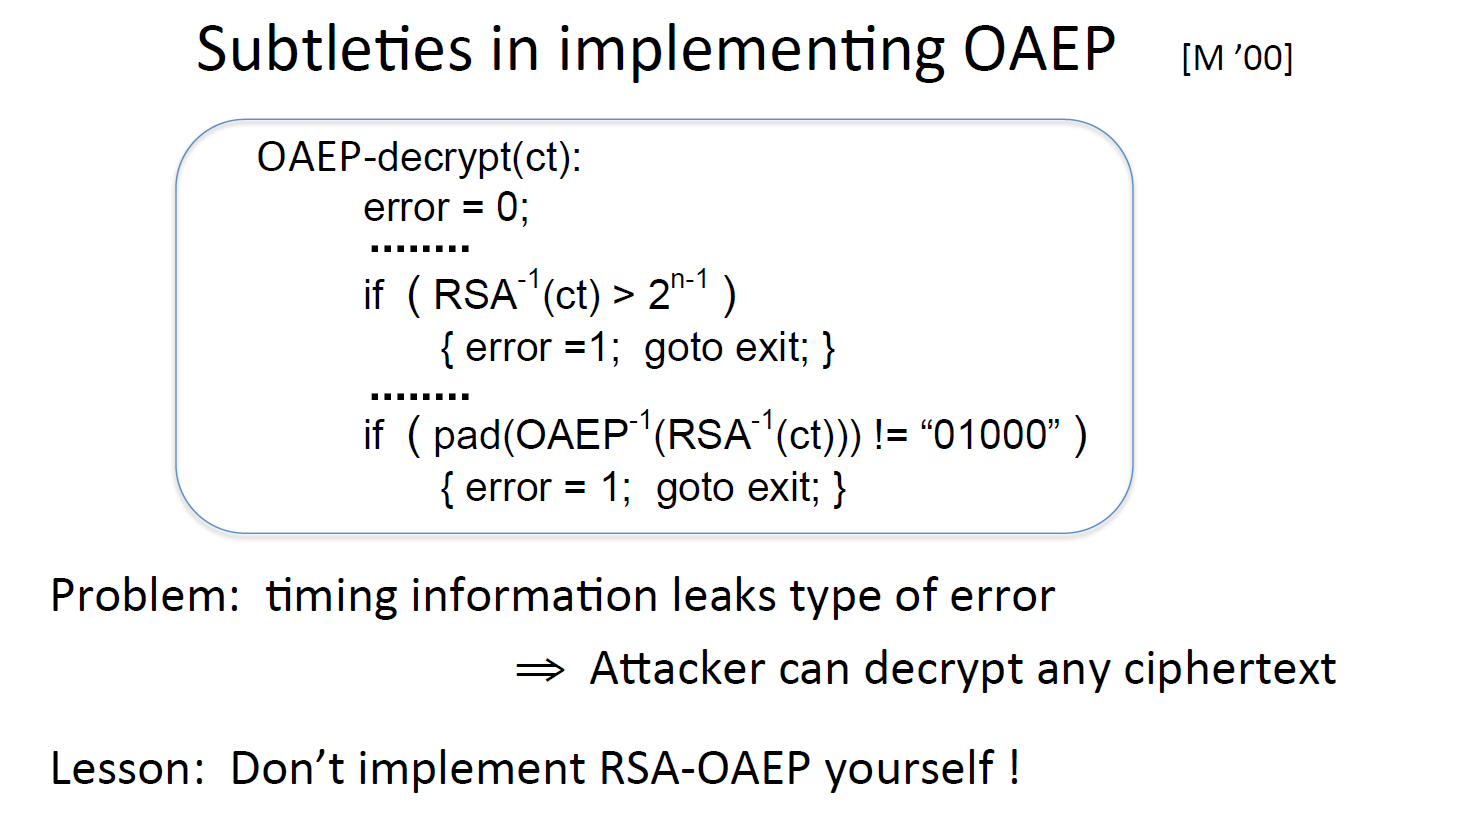 Subtleties in implementing OAEP [M ’00]
OAEP-decrypt(ct):
error = 0;
........
if ( RSA⁻¹(ct) > 2ⁿ⁻¹ )
{ error =1; goto exit; }
........
if ( pad(OAEP⁻¹(RSA⁻¹(ct))) != “01000” )
{ error = 1; goto exit; }
Problem: timing information leaks type of error
⇒ Attacker can decrypt any ciphertext
Lesson: Don’t implement RSA-OAEP yourself !